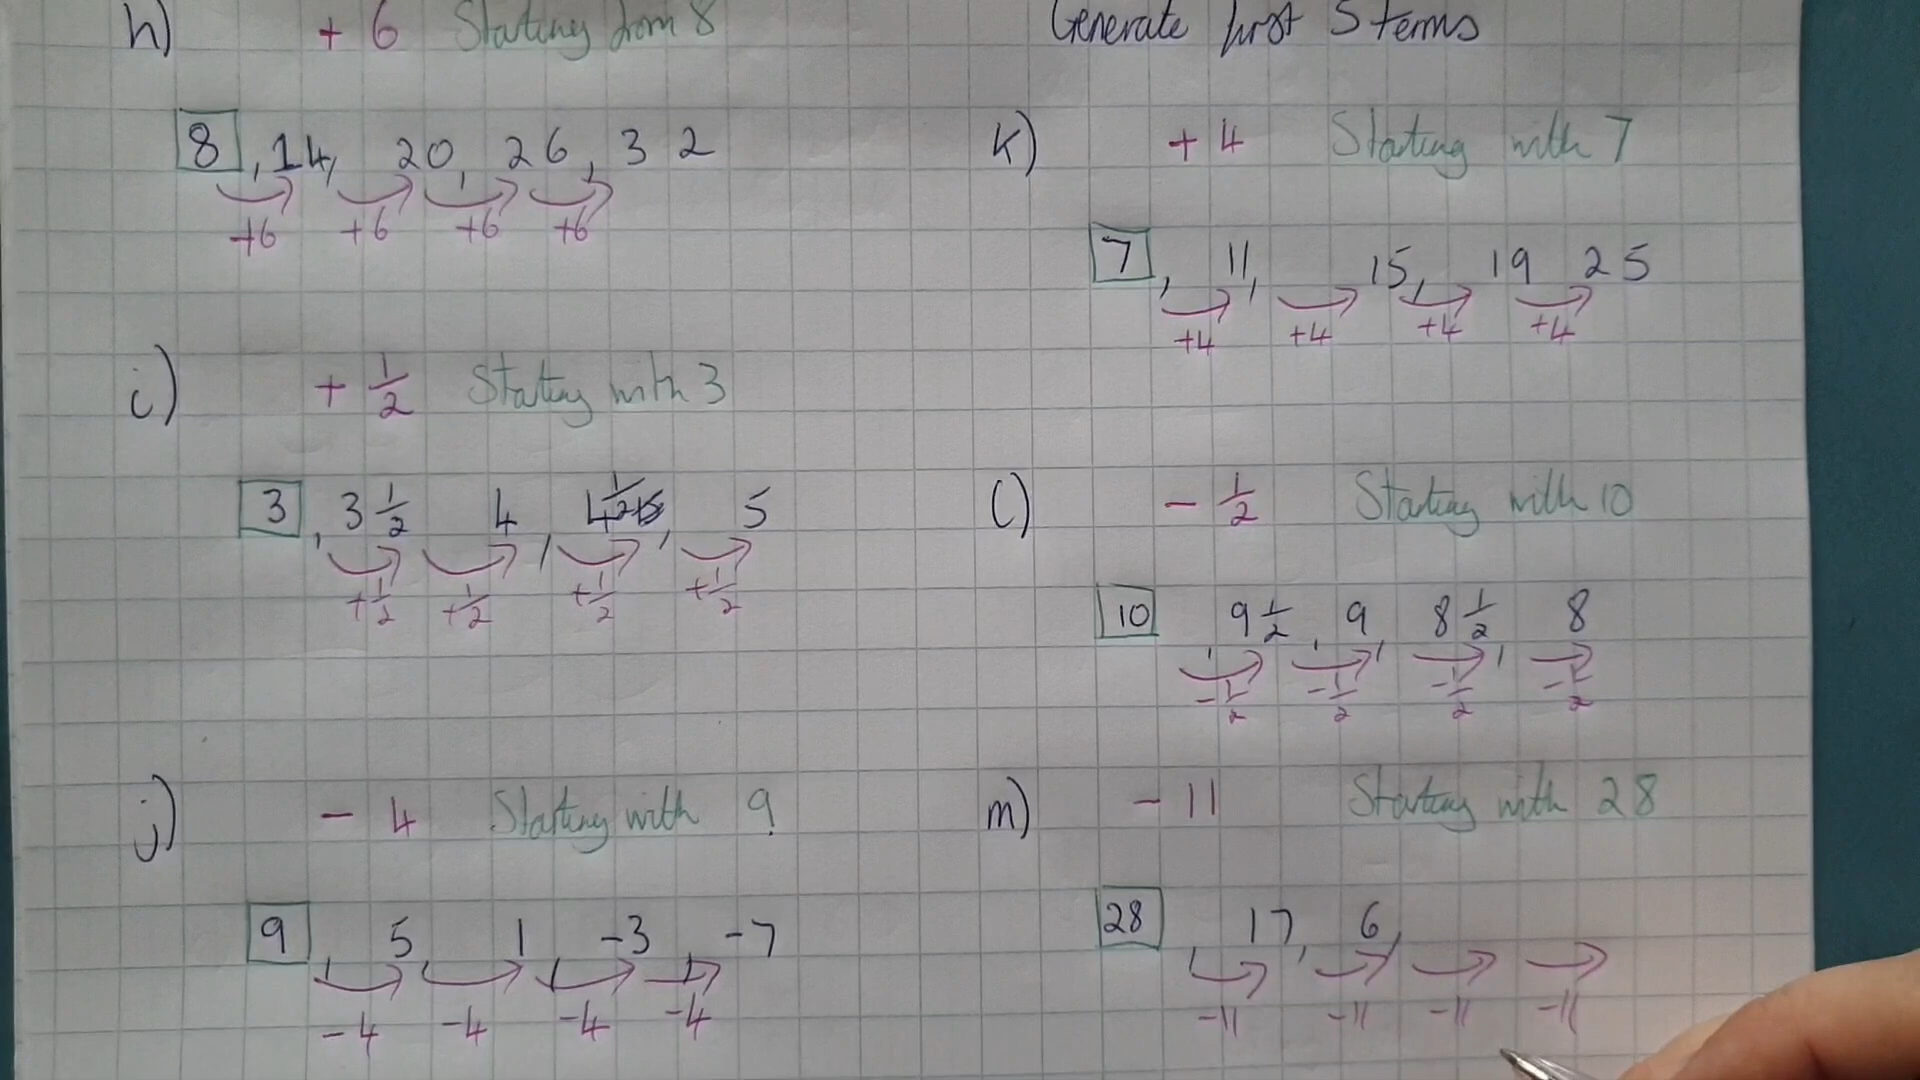 h) + 6 Starting from 8
8, 14, 20, 26, 32
+6 +6 +6 +6
i) + 1/2 Starting with 3
3, 3 1/2 4, 4 1/2, 5
+1/2 +1/2 +1/2 +1/2
j) - 4 Starting with 9
9, 5, 1, -3, -7
-4 -4 -4 -4
Generate first 5 terms
k) + 4 Starting with 7
7, 11, 15, 19 25
+4 +4 +4 +4
l) - 1/2 Starting with 10
10, 9 1/2, 9, 8 1/2, 8
-1/2 -1/2 -1/2 -1/2
m) - 11 Starting with 28
28, 17, 6,
-11 -11 -11 -11